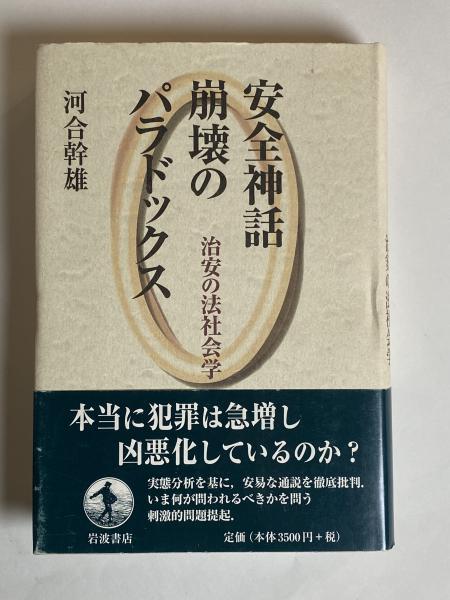 安全神話
崩壊の
パラドックス
治安の法社会学
河合幹雄
本当に犯罪は急増し
凶悪化しているのか?
実態分析を基に,安易な通説を徹底批判.
いま何が問われるべきかを問う
刺激的問題提起.
岩波書店
定価(本体3500円+税)